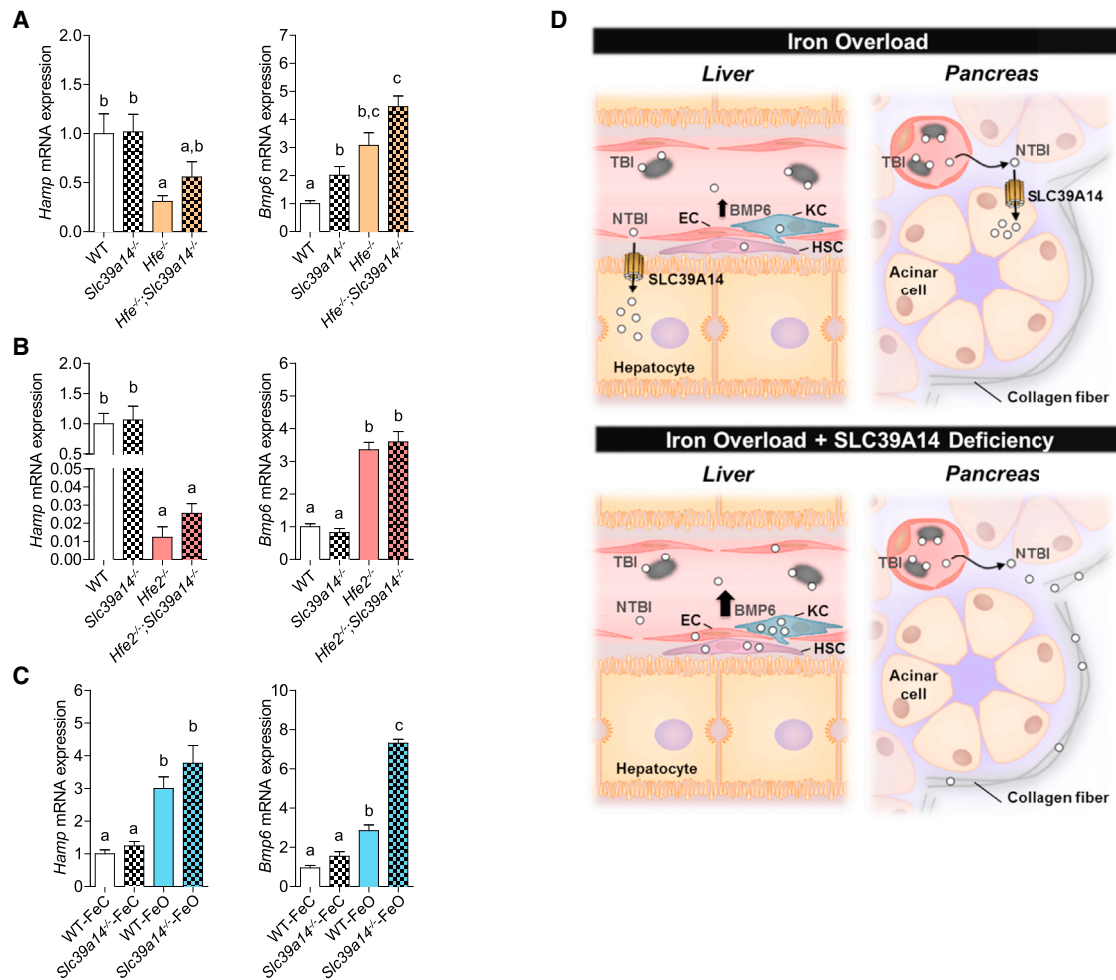 A
Hamp mRNA expression
2.0
1.5
1.0
0.5
0.0
b
b
a
a,b
WT
Slc39a14-/-
Hfe-/-
Hfe-/-;Slc39a14-/-
Bmp6 mRNA expression
7
6
5
4
3
2
1
0
a
b
b,c
c
WT
Slc39a14-/-
Hfe-/-
Hfe-/-;Slc39a14-/-
B
Hamp mRNA expression
2.0
1.5
1.0
0.5
0.05
0.04
0.03
0.02
0.01
0.00
b
b
a
a
WT
Slc39a14-/-
Hfe2-/-
Hfe2-/-;Slc39a14-/-
Bmp6 mRNA expression
6
5
4
3
2
1
0
a
a
b
b
WT
Slc39a14-/-
Hfe2-/-
Hfe2-/-;Slc39a14-/-
C
Hamp mRNA expression
6
5
4
3
2
1
0
a
a
b
b
WT-FeC
Slc39a14-/--FeC
WT-FeO
Slc39a14-/--FeO
Bmp6 mRNA expression
10
8
6
4
2
0
a
a
b
c
WT-FeC
Slc39a14-/--FeC
WT-FeO
Slc39a14-/--FeO
D
Iron Overload
Liver
TBI
NTBI
EC
BMP6
KC
HSC
SLC39A14
Hepatocyte
Pancreas
TBI
NTBI
SLC39A14
Acinar
cell
Collagen fiber
Iron Overload + SLC39A14 Deficiency
Liver
TBI
NTBI
EC
BMP6
KC
HSC
Hepatocyte
Pancreas
TBI
NTBI
Acinar
cell
Collagen fiber